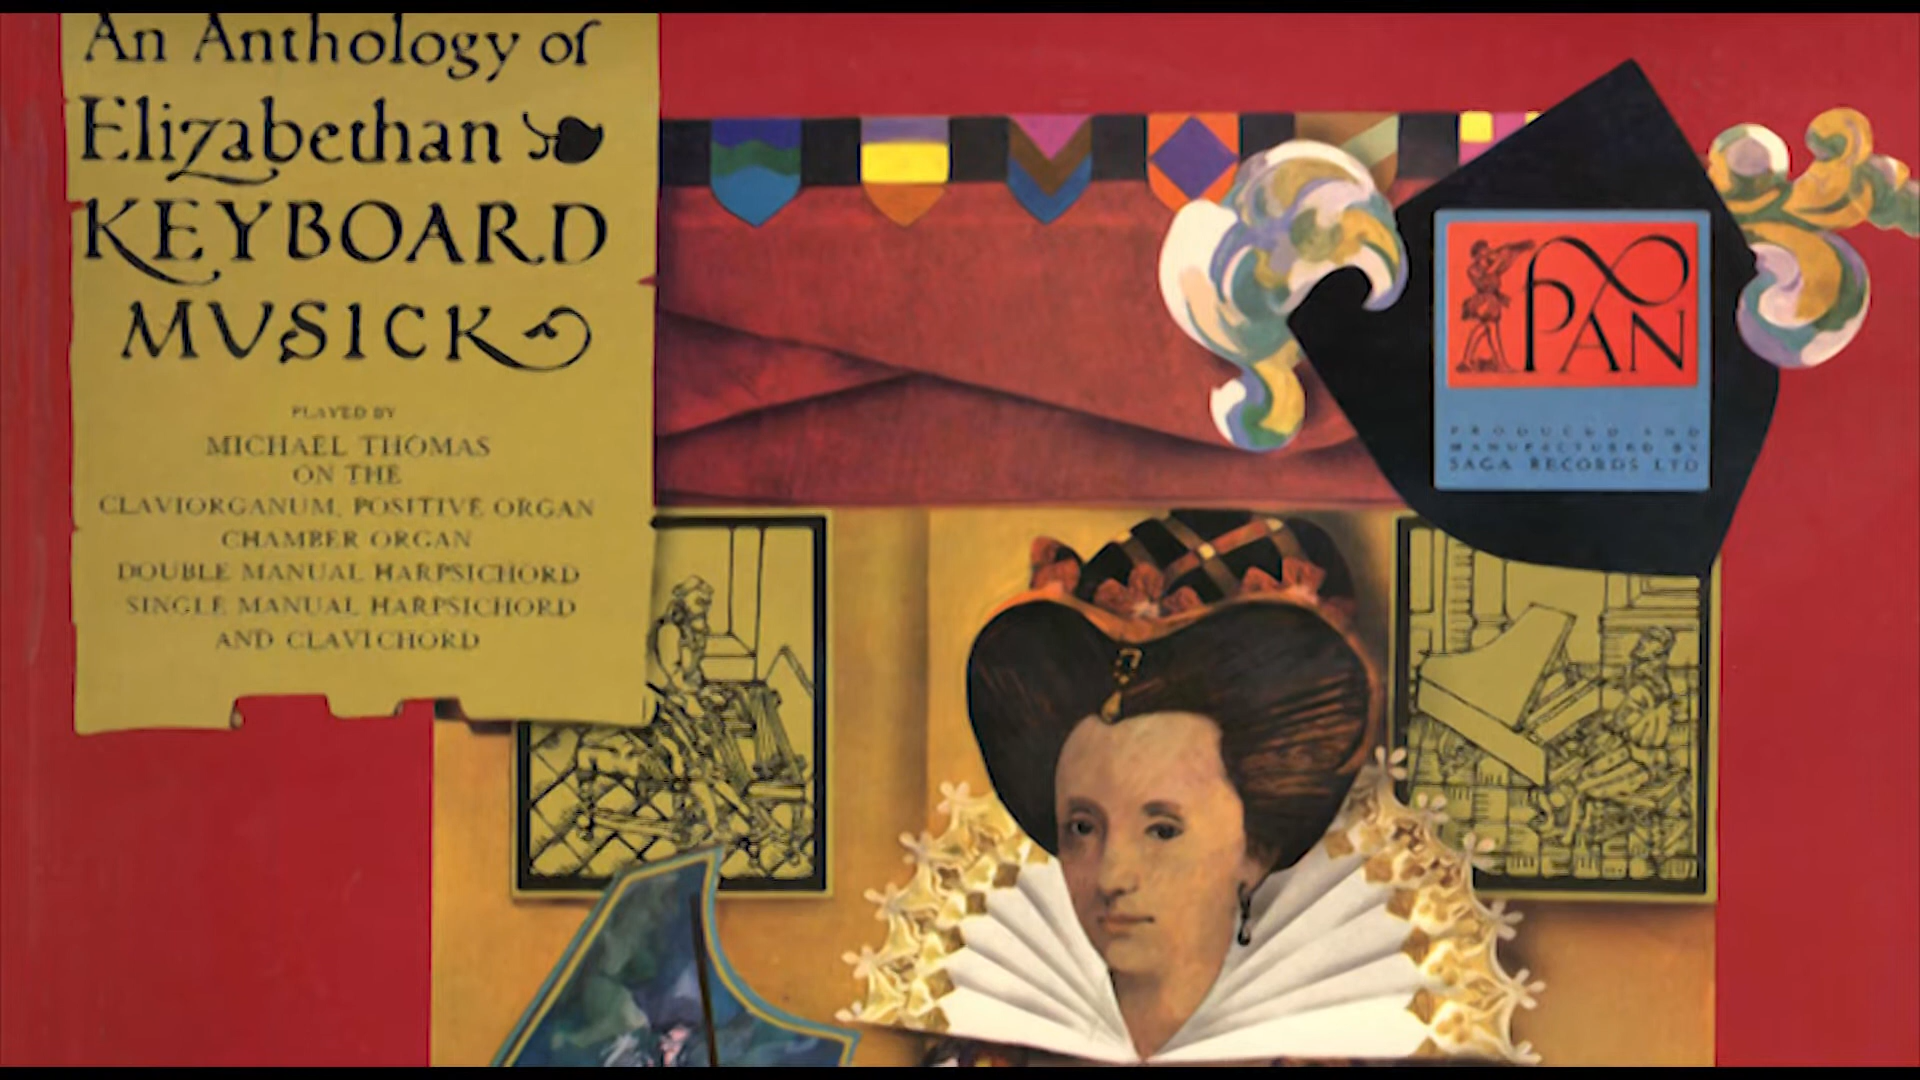 An Anthology of
Elizabethan
KEYBOARD
MUSICK
PLAYED BY
MICHAEL THOMAS
ON THE
CLAVIORGANUM, POSITIVE ORGAN
CHAMBER ORGAN
DOUBLE MANUAL HARPSICHORD
SINGLE MANUAL HARPSICHORD
AND CLAVICHORD
PAN
PRODUCED AND
MANUFACTURED BY
SAGA RECORDS LTD